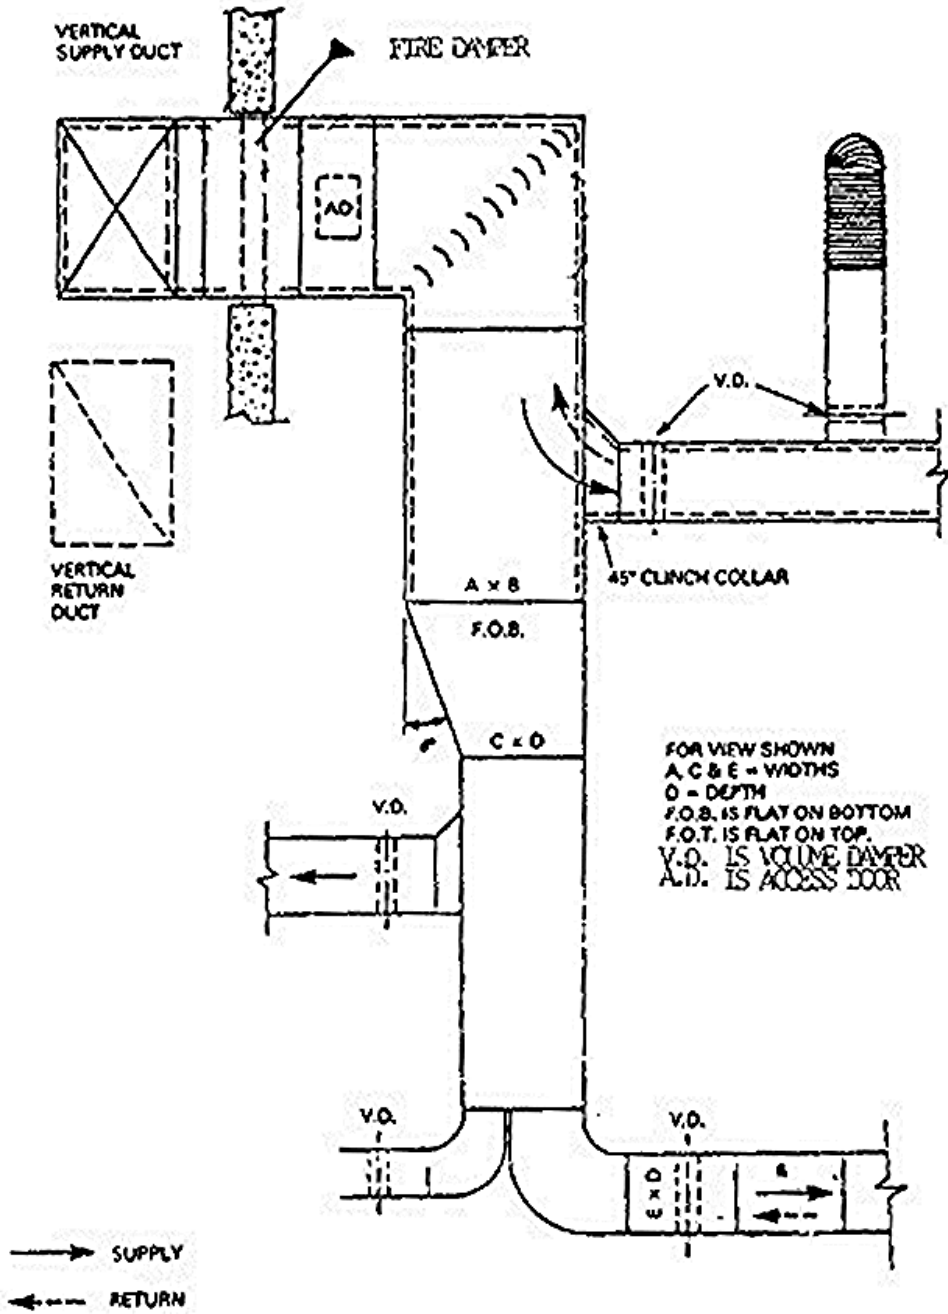 VERTICAL
SUPPLY DUCT
FIRE DAMPER
AD
V.D.
45° CLINCH COLLAR
VERTICAL
RETURN
DUCT
A x B
F.O.B.
C x D
FOR VIEW SHOWN
A, C & E = WIDTHS
D = DEPTH
F.O.B. IS FLAT ON BOTTOM
F.O.T. IS FLAT ON TOP.
V.D. IS VOLUME DAMPER
A.D. IS ACCESS DOOR
V.D.
V.D.
V.D.
E x D
SUPPLY
RETURN